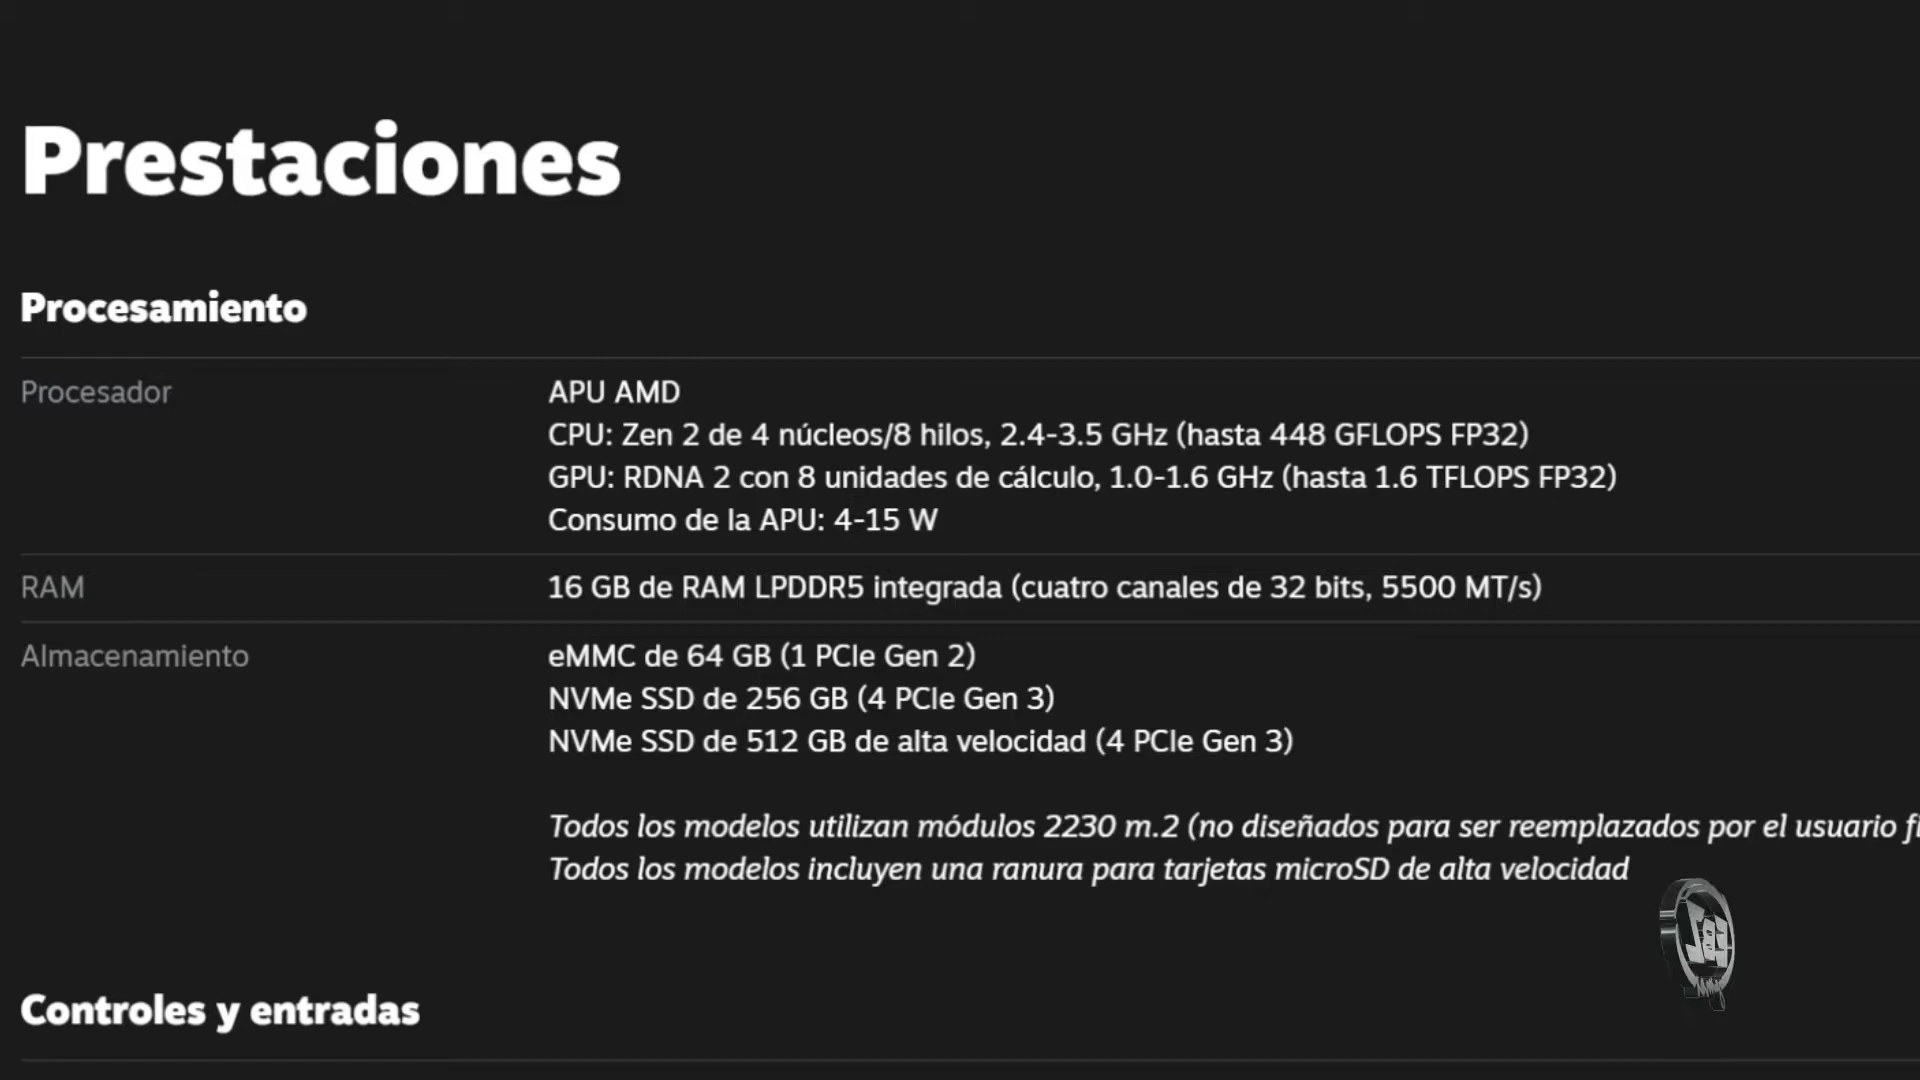 Prestaciones
Procesamiento
Procesador
APU AMD
CPU: Zen 2 de 4 núcleos/8 hilos, 2.4-3.5 GHz (hasta 448 GFLOPS FP32)
GPU: RDNA 2 con 8 unidades de cálculo, 1.0-1.6 GHz (hasta 1.6 TFLOPS FP32)
Consumo de la APU: 4-15 W
RAM
16 GB de RAM LPDDR5 integrada (cuatro canales de 32 bits, 5500 MT/s)
Almacenamiento
eMMC de 64 GB (1 PCIe Gen 2)
NVMe SSD de 256 GB (4 PCIe Gen 3)
NVMe SSD de 512 GB de alta velocidad (4 PCIe Gen 3)
Todos los modelos utilizan módulos 2230 m.2 (no diseñados para ser reemplazados por el usuario
Todos los modelos incluyen una ranura para tarjetas microSD de alta velocidad
Controles y entradas